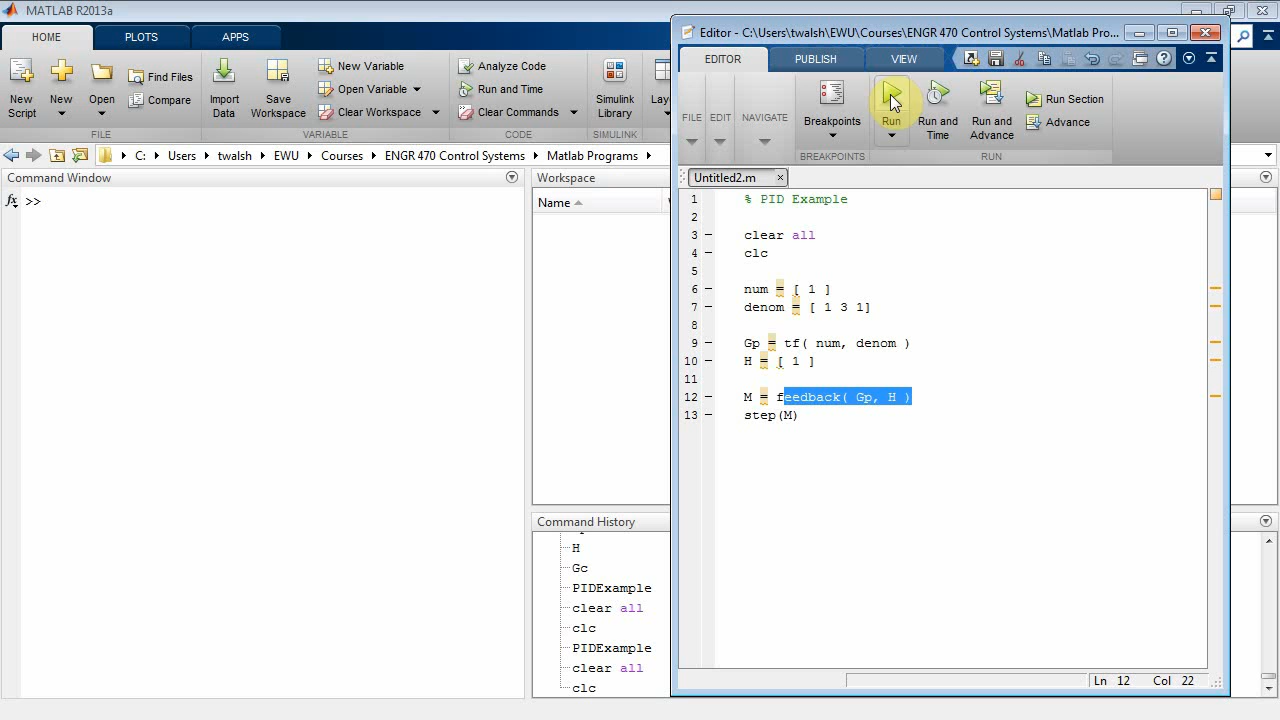 MATLAB R2013a
HOME PLOTS APPS
New Script
New
Open
Find Files
Compare
Import Data
Save Workspace
New Variable
Open Variable
Clear Workspace
Analyze Code
Run and Time
Clear Commands
Simulink Library
FILE VARIABLE CODE SIMULINK
C: Users twalsh EWU Courses ENGR 470 Control Systems Matlab Programs
Command Window
fx >>
Workspace
Name
Command History
H
Gc
PIDExample
clear all
clc
PIDExample
clear all
clc
Editor - C:\Users\twalsh\EWU\Courses\ENGR 470 Control Systems\Matlab Pro...
EDITOR PUBLISH VIEW
FILE EDIT NAVIGATE
Breakpoints
Run
Run and Time
Run and Advance
Run Section
Advance
BREAKPOINTS RUN
Untitled2.m
1 % PID Example
2
3 clear all
4 clc
5
6 num = [ 1 ]
7 denom = [ 1 3 1]
8
9 Gp = tf( num, denom )
10 H = [ 1 ]
11
12 M = feedback( Gp, H )
13 step(M)
Ln 12 Col 22